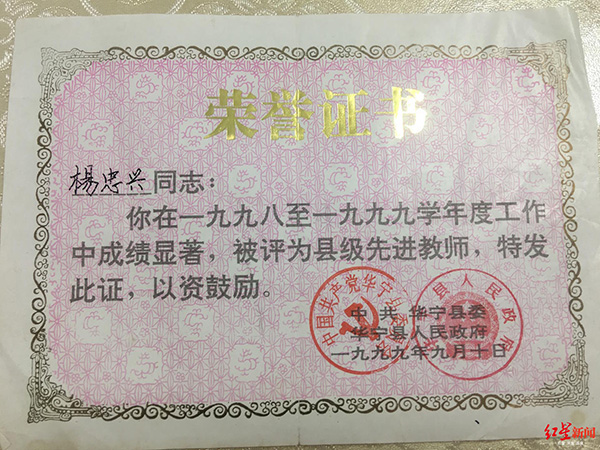 荣誉证书
楊忠兴同志：
你在一九九八至一九九九学年度工作
中成绩显著，被评为县级先进教师，特发
此证，以资鼓励。
中共华宁县委
华宁县人民政府
一九九九年九月十日
中国共产党华宁县委员会
县人民政府
红星新闻